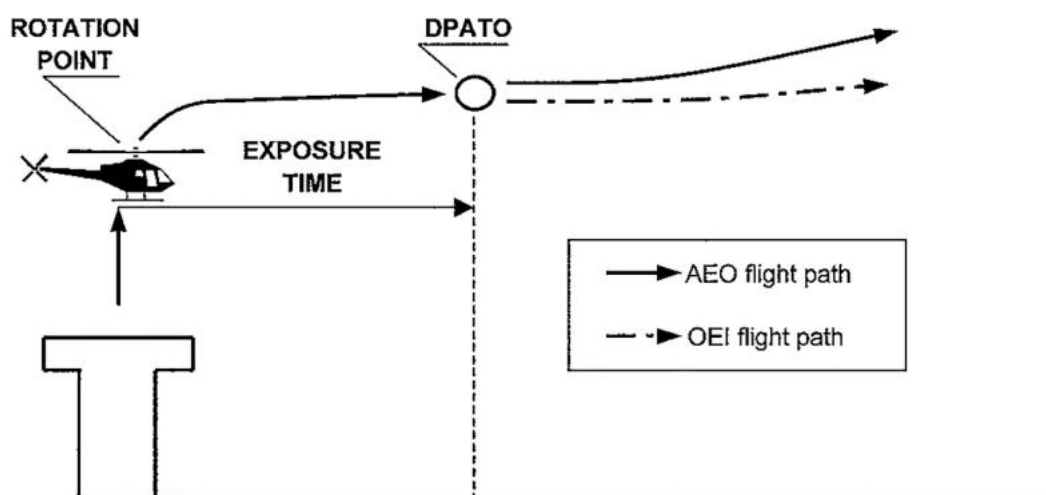 ROTATION
POINT
DPATO
EXPOSURE
TIME
AEO flight path
OEI flight path